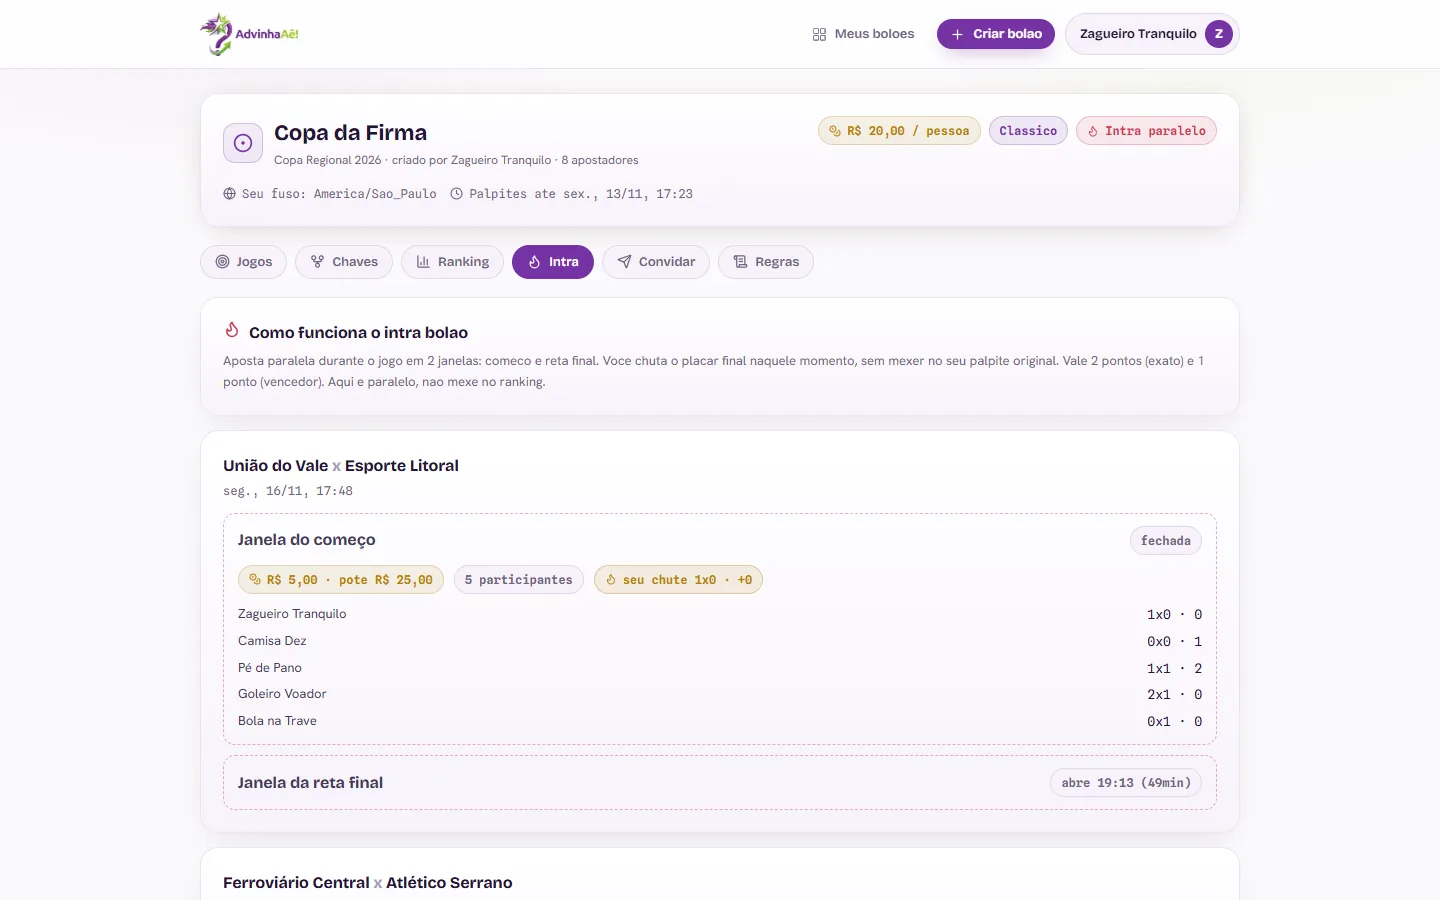 AdvinhaAê!
Meus boloes
Criar bolao
Zagueiro Tranquilo Z
Copa da Firma
R$ 20,00 / pessoa
Classico
Intra paralelo
Copa Regional 2026 · criado por Zagueiro Tranquilo · 8 apostadores
Seu fuso: America/Sao_Paulo
Palpites ate sex., 13/11, 17:23
Jogos
Chaves
Ranking
Intra
Convidar
Regras
Como funciona o intra bolao
Aposta paralela durante o jogo em 2 janelas: comeco e reta final. Voce chuta o placar final naquele momento, sem mexer no seu palpite original. Vale 2 pontos (exato) e 1
ponto (vencedor). Aqui e paralelo, nao mexe no ranking.
União do Vale x Esporte Litoral
seg., 16/11, 17:48
Janela do começo
fechada
R$ 5,00 · pote R$ 25,00
5 participantes
seu chute 1x0 · +0
Zagueiro Tranquilo 1x0 · 0
Camisa Dez 0x0 · 1
Pé de Pano 1x1 · 2
Goleiro Voador 2x1 · 0
Bola na Trave 0x1 · 0
Janela da reta final
abre 19:13 (49min)
Ferroviário Central x Atlético Serrano